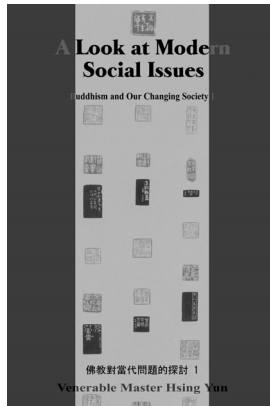 A Look at Modern
Social Issues
[Buddhism and Our Changing Society]
佛教對當代問題的探討 1
Venerable Master Hsing Yun